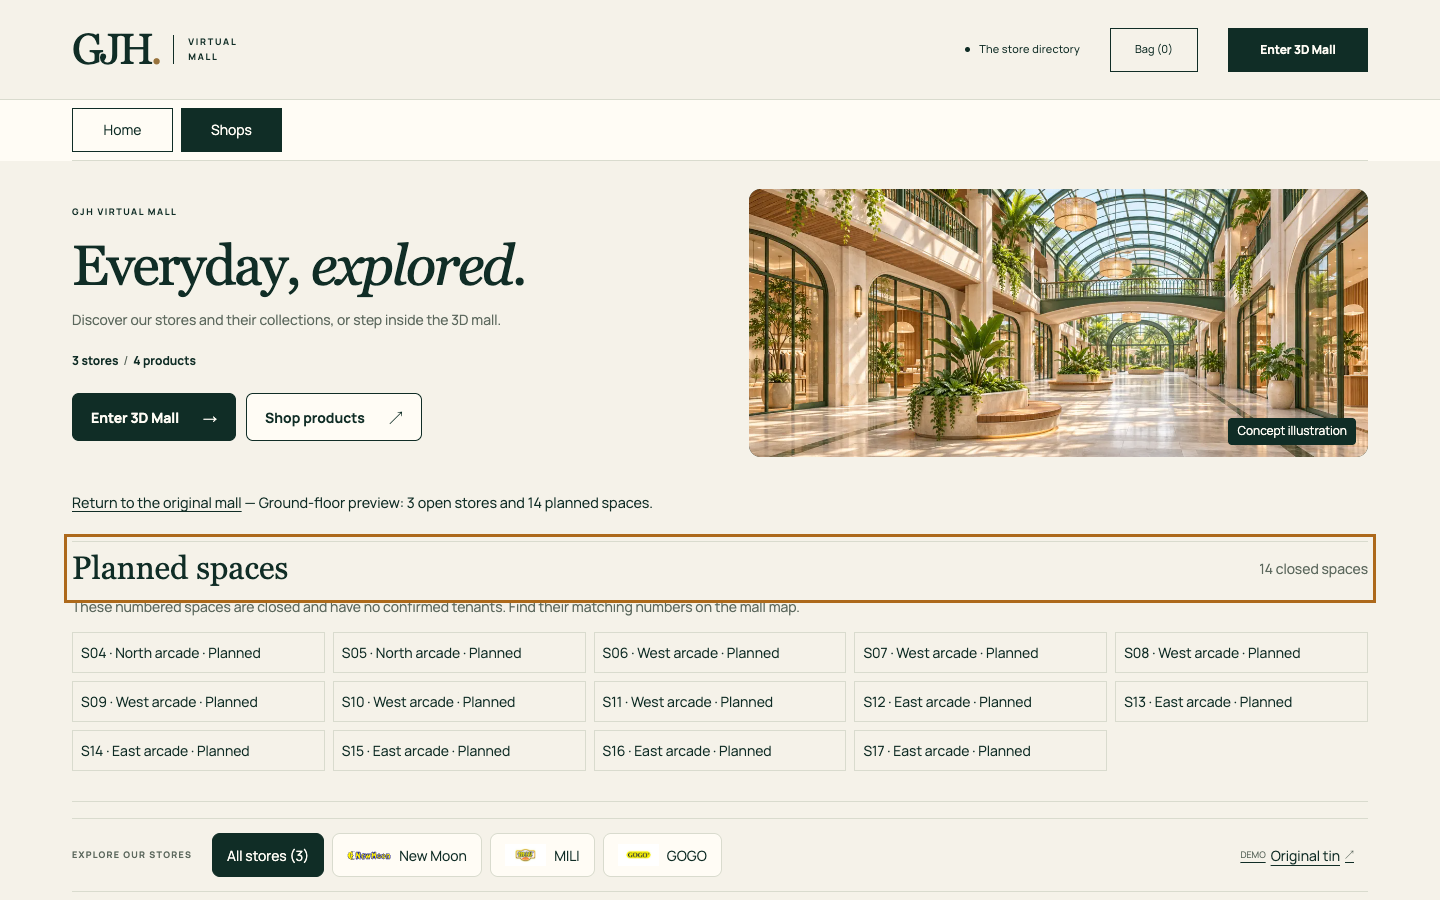 GJH.
VIRTUAL
MALL
The store directory
Bag (0)
Enter 3D Mall
Home
Shops
GJH VIRTUAL MALL
Everyday, explored.
Discover our stores and their collections, or step inside the 3D mall.
3 stores / 4 products
Enter 3D Mall →
Shop products ↗
Concept illustration
Return to the original mall — Ground-floor preview: 3 open stores and 14 planned spaces.
Planned spaces
14 closed spaces
These numbered spaces are closed and have no confirmed tenants. Find their matching numbers on the mall map.
S04 · North arcade · Planned
S05 · North arcade · Planned
S06 · West arcade · Planned
S07 · West arcade · Planned
S08 · West arcade · Planned
S09 · West arcade · Planned
S10 · West arcade · Planned
S11 · West arcade · Planned
S12 · East arcade · Planned
S13 · East arcade · Planned
S14 · East arcade · Planned
S15 · East arcade · Planned
S16 · East arcade · Planned
S17 · East arcade · Planned
EXPLORE OUR STORES
All stores (3)
NewMoon New Moon
MILI
GOGO GOGO
DEMO Original tin ↗